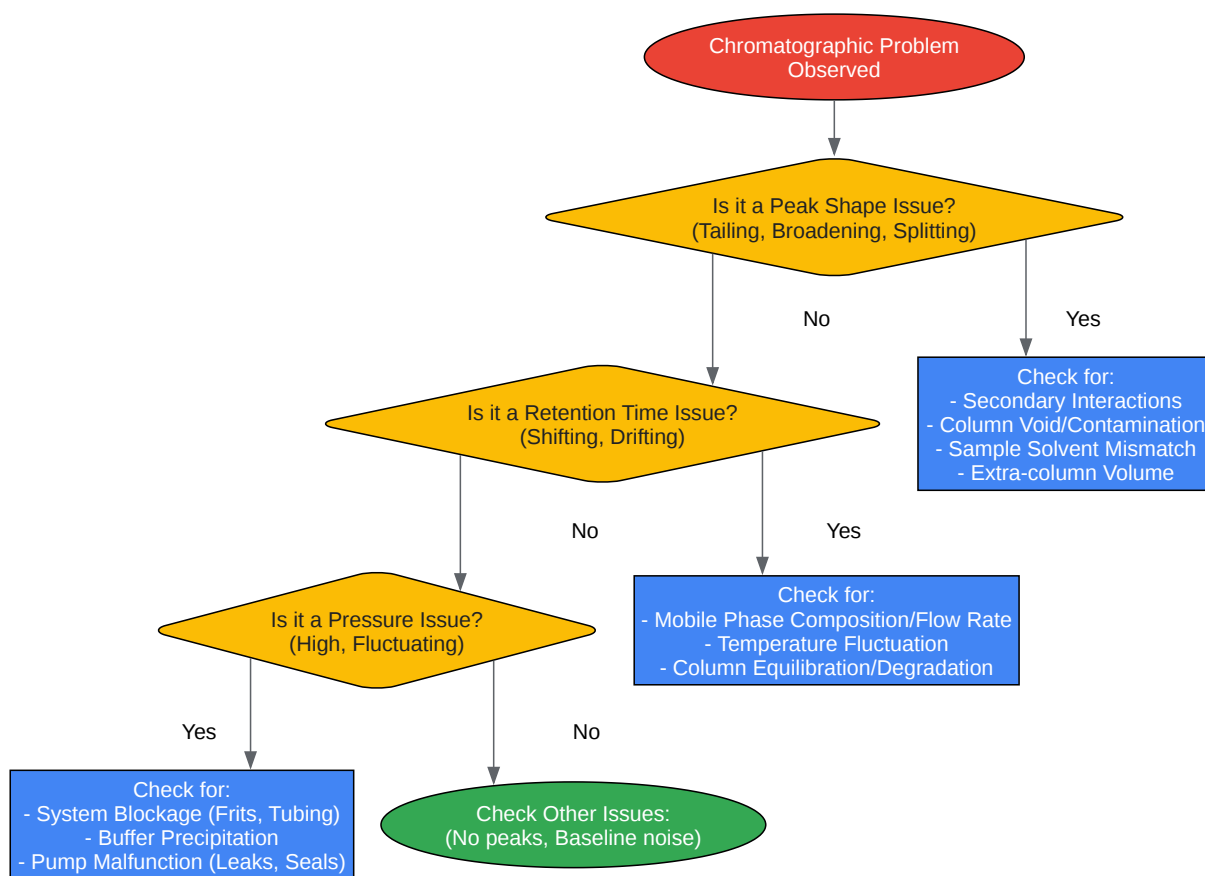 Chromatographic Problem
Observed
Is it a Peak Shape Issue?
(Tailing, Broadening, Splitting)
No
Yes
Check for:
- Secondary Interactions
- Column Void/Contamination
- Sample Solvent Mismatch
- Extra-column Volume
Is it a Retention Time Issue?
(Shifting, Drifting)
No
Yes
Check for:
- Mobile Phase Composition/Flow Rate
- Temperature Fluctuation
- Column Equilibration/Degradation
Is it a Pressure Issue?
(High, Fluctuating)
Yes
No
Check for:
- System Blockage (Frits, Tubing)
- Buffer Precipitation
- Pump Malfunction (Leaks, Seals)
Check Other Issues:
(No peaks, Baseline noise)